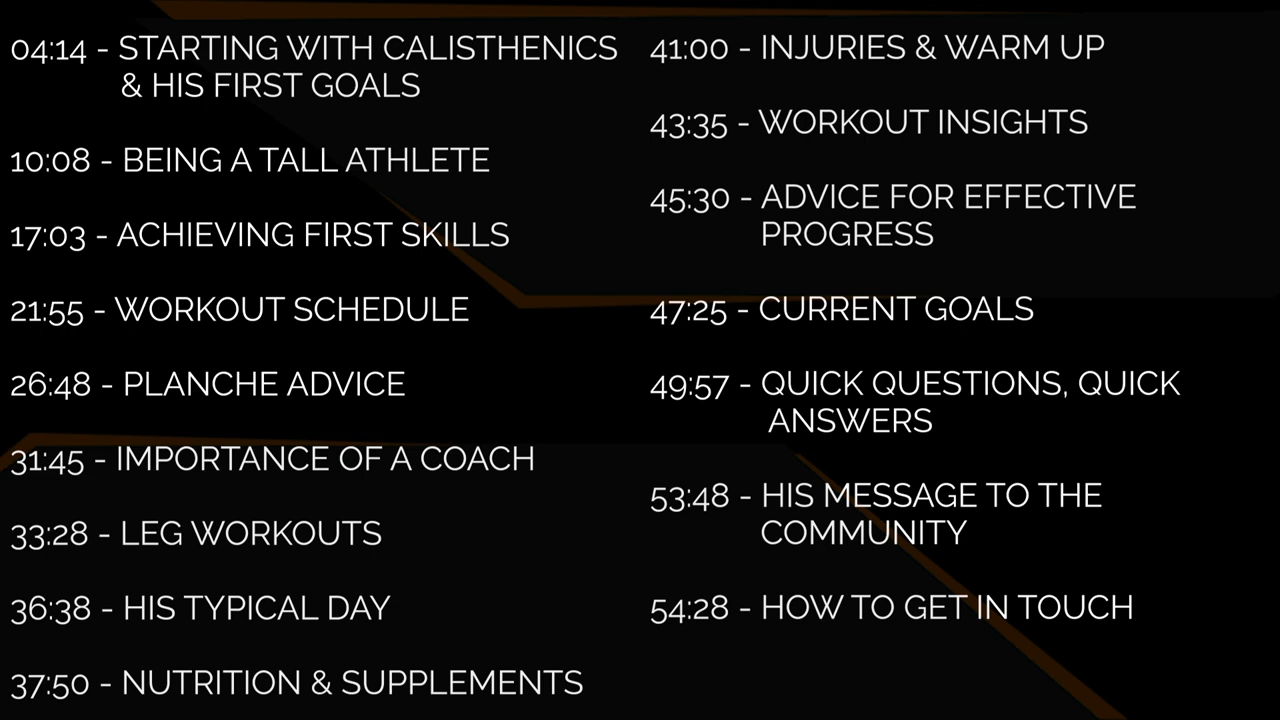 04:14 - STARTING WITH CALISTHENICS
& HIS FIRST GOALS
10:08 - BEING A TALL ATHLETE
17:03 - ACHIEVING FIRST SKILLS
21:55 - WORKOUT SCHEDULE
26:48 - PLANCHE ADVICE
31:45 - IMPORTANCE OF A COACH
33:28 - LEG WORKOUTS
36:38 - HIS TYPICAL DAY
37:50 - NUTRITION & SUPPLEMENTS
41:00 - INJURIES & WARM UP
43:35 - WORKOUT INSIGHTS
45:30 - ADVICE FOR EFFECTIVE
PROGRESS
47:25 - CURRENT GOALS
49:57 - QUICK QUESTIONS, QUICK
ANSWERS
53:48 - HIS MESSAGE TO THE
COMMUNITY
54:28 - HOW TO GET IN TOUCH